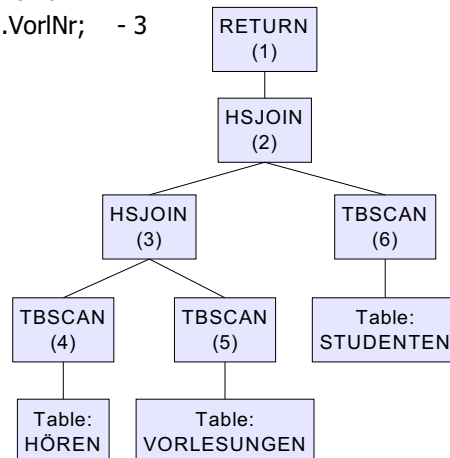 .VorlNr; - 3
RETURN
(1)
HSJOIN
(2)
HSJOIN
(3)
TBSCAN
(6)
TBSCAN
(4)
TBSCAN
(5)
Table:
STUDENTEN
Table:
HÖREN
Table:
VORLESUNGEN